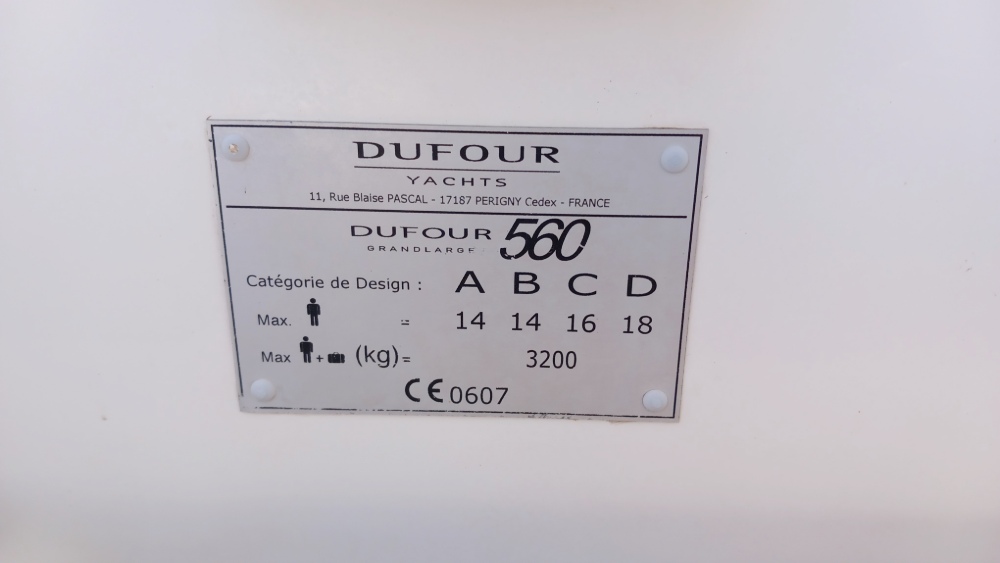 DUFOUR
YACHTS
11, Rue Blaise PASCAL - 17187 PERIGNY Cedex - FRANCE
DUFOUR 560
GRANDLARGE
Catégorie de Design : A B C D
Max. = 14 14 16 18
Max + (kg) = 3200
CE 0607